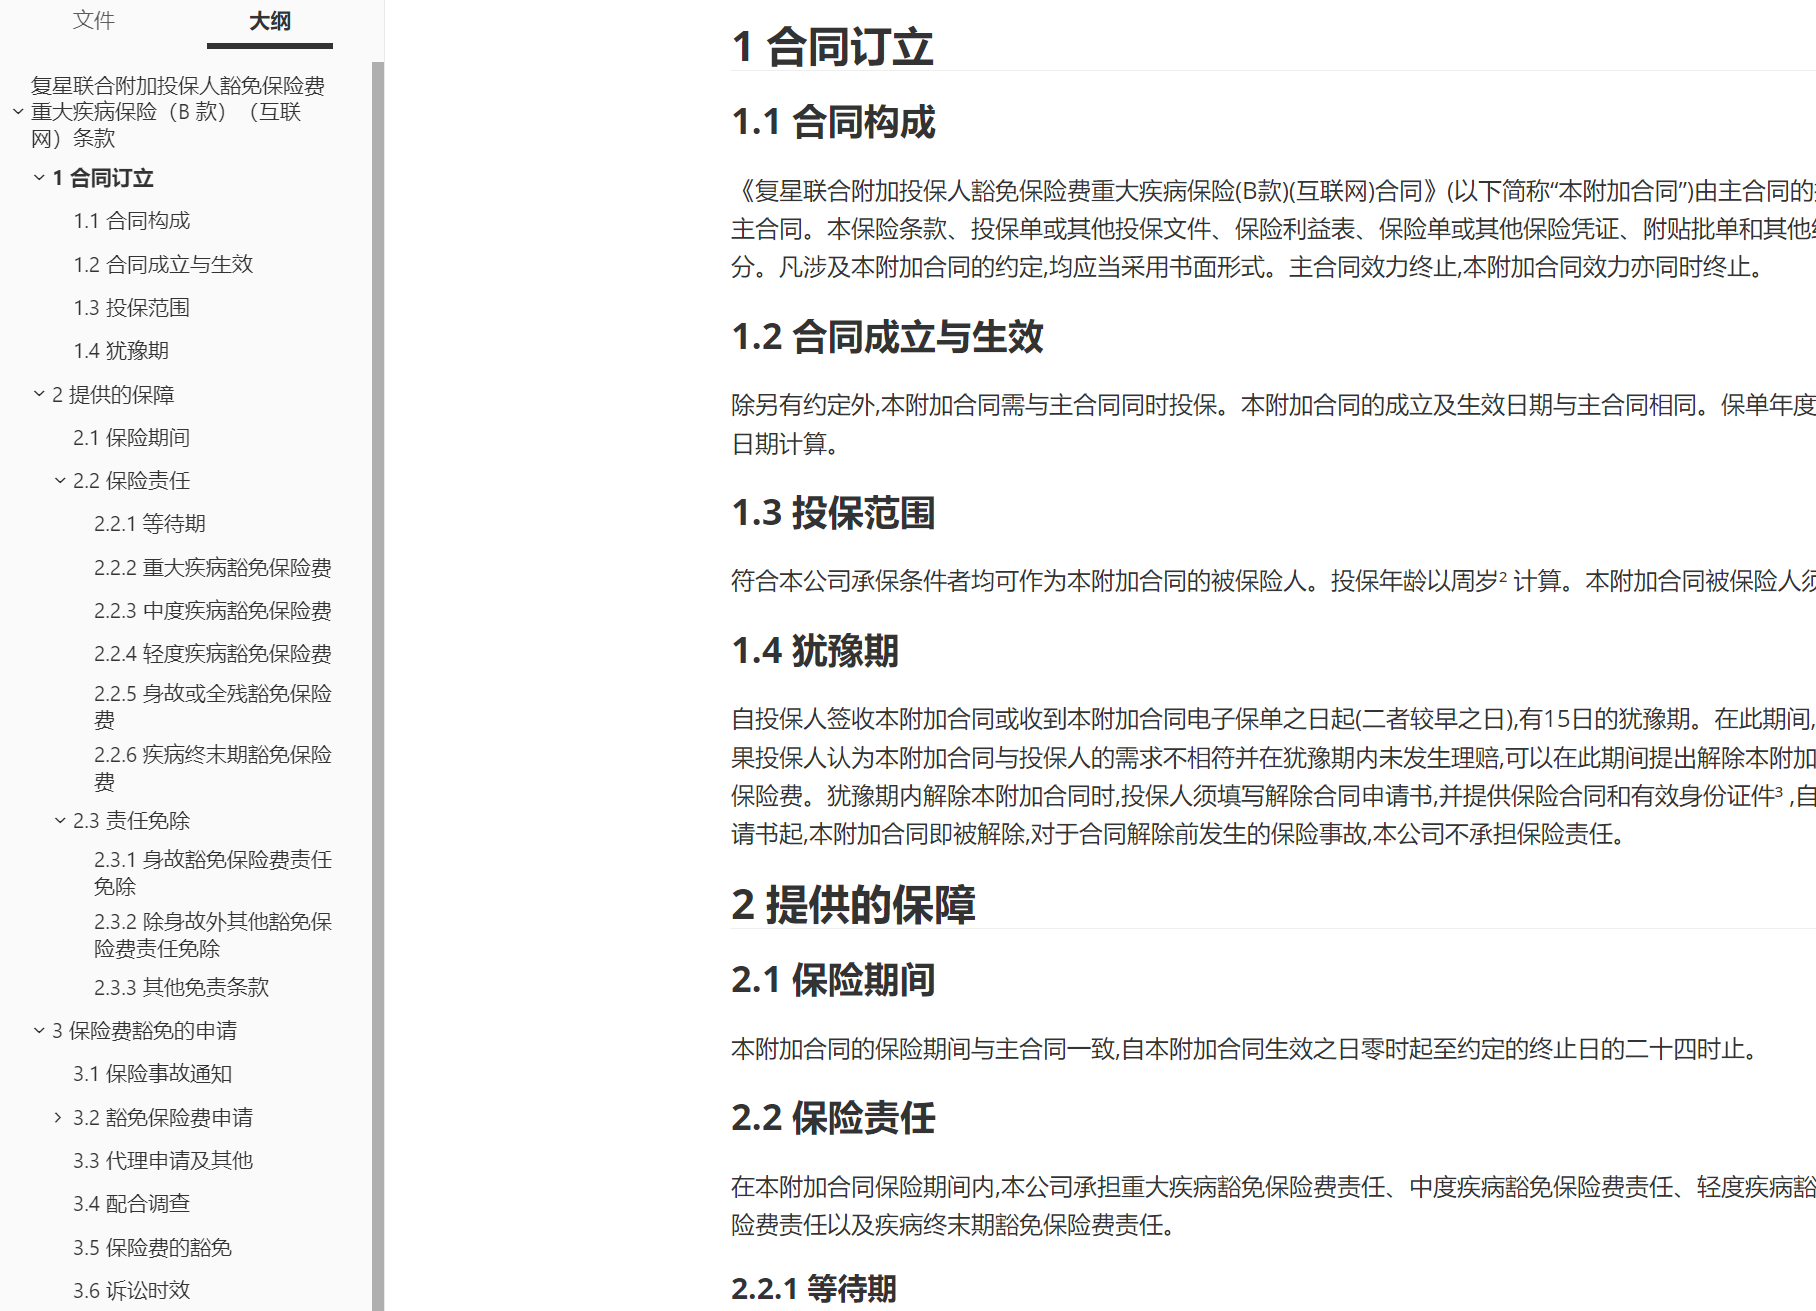 文件
大纲
复星联合附加投保人豁免保险费
重大疾病保险（B 款）（互联
网）条款
1 合同订立
1.1 合同构成
1.2 合同成立与生效
1.3 投保范围
1.4 犹豫期
2 提供的保障
2.1 保险期间
2.2 保险责任
2.2.1 等待期
2.2.2 重大疾病豁免保险费
2.2.3 中度疾病豁免保险费
2.2.4 轻度疾病豁免保险费
2.2.5 身故或全残豁免保险
费
2.2.6 疾病终末期豁免保险
费
2.3 责任免除
2.3.1 身故豁免保险费责任
免除
2.3.2 除身故外其他豁免保
险费责任免除
2.3.3 其他免责条款
3 保险费豁免的申请
3.1 保险事故通知
3.2 豁免保险费申请
3.3 代理申请及其他
3.4 配合调查
3.5 保险费的豁免
3.6 诉讼时效
1 合同订立
1.1 合同构成
《复星联合附加投保人豁免保险费重大疾病保险(B款)(互联网)合同》(以下简称“本附加合同”)由主合同的
主合同。本保险条款、投保单或其他投保文件、保险利益表、保险单或其他保险凭证、附贴批单和其他
分。凡涉及本附加合同的约定,均应当采用书面形式。主合同效力终止,本附加合同效力亦同时终止。
1.2 合同成立与生效
除另有约定外,本附加合同需与主合同同时投保。本附加合同的成立及生效日期与主合同相同。保单年度
日期计算。
1.3 投保范围
符合本公司承保条件者均可作为本附加合同的被保险人。投保年龄以周岁² 计算。本附加合同被保险人须
1.4 犹豫期
自投保人签收本附加合同或收到本附加合同电子保单之日起(二者较早之日),有15日的犹豫期。在此期间,
果投保人认为本附加合同与投保人的需求不相符并在犹豫期内未发生理赔,可以在此期间提出解除本附加
保险费。犹豫期内解除本附加合同时,投保人须填写解除合同申请书,并提供保险合同和有效身份证件³ ,自
请书起,本附加合同即被解除,对于合同解除前发生的保险事故,本公司不承担保险责任。
2 提供的保障
2.1 保险期间
本附加合同的保险期间与主合同一致,自本附加合同生效之日零时起至约定的终止日的二十四时止。
2.2 保险责任
在本附加合同保险期间内,本公司承担重大疾病豁免保险费责任、中度疾病豁免保险费责任、轻度疾病豁
险费责任以及疾病终末期豁免保险费责任。
2.2.1 等待期